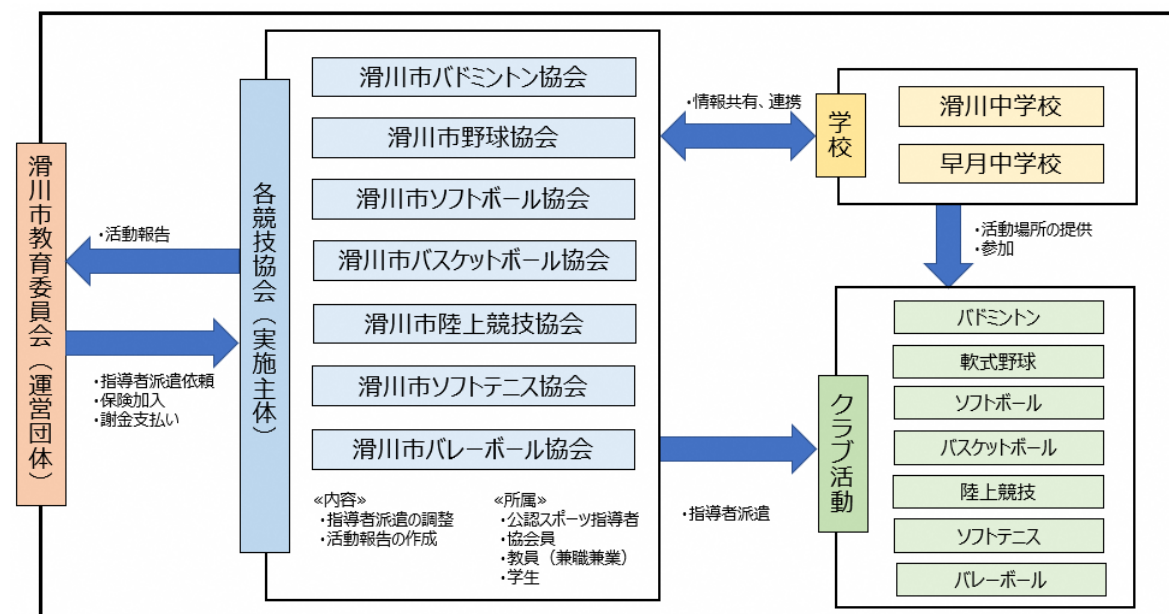 滑川市教育委員会（運営団体）
・活動報告
・指導者派遣依頼
・保険加入
・謝金支払い
各競技協会（実施主体）
滑川市バドミントン協会
滑川市野球協会
滑川市ソフトボール協会
滑川市バスケットボール協会
滑川市陸上競技協会
滑川市ソフトテニス協会
滑川市バレーボール協会
≪内容≫
・指導者派遣の調整
・活動報告の作成
≪所属≫
・公認スポーツ指導者
・協会員
・教員（兼職兼業）
・学生
・情報共有、連携
学校
滑川中学校
早月中学校
・活動場所の提供
・参加
・指導者派遣
クラブ活動
バドミントン
軟式野球
ソフトボール
バスケットボール
陸上競技
ソフトテニス
バレーボール